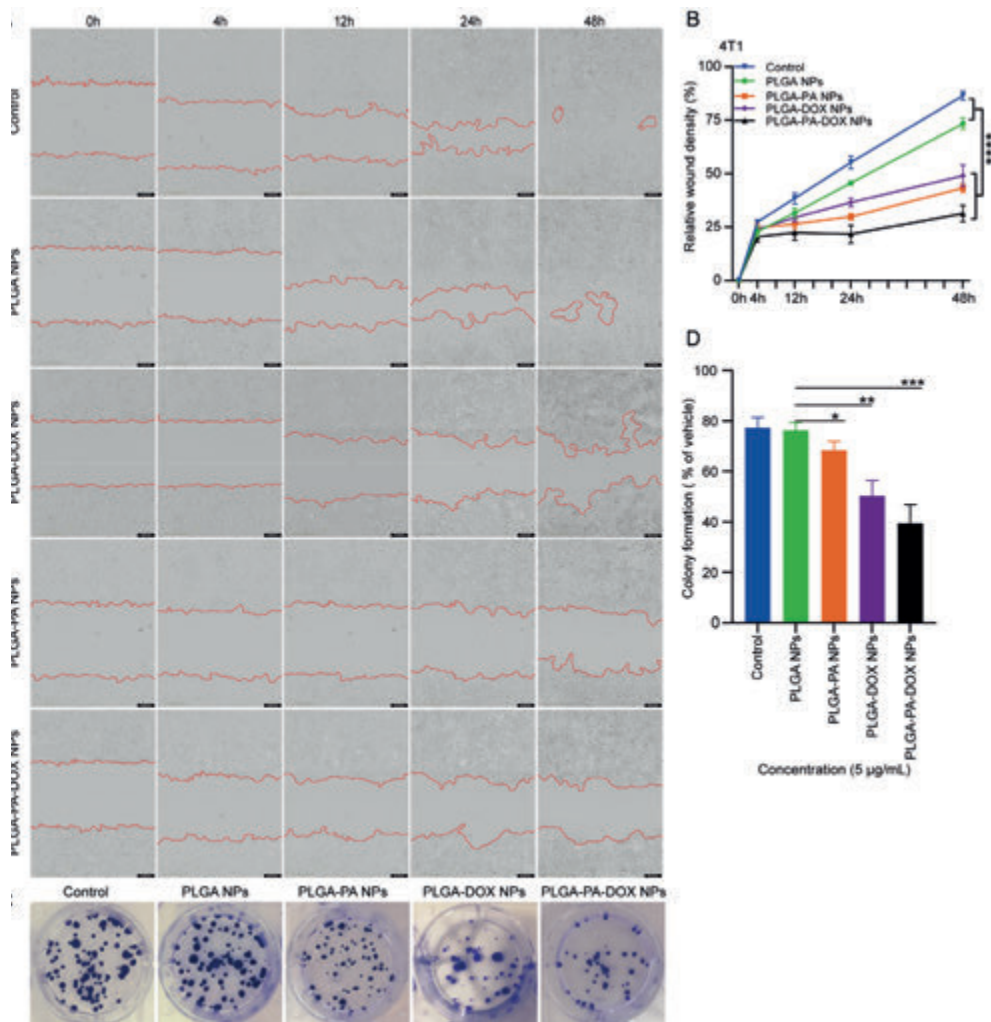 0h 4h 12h 24h 48h
Control
PLGA NPs
PLGA-DOX NPs
PLGA-PA NPs
PLGA-PA-DOX NPs
Control PLGA NPs PLGA-PA NPs PLGA-DOX NPs PLGA-PA-DOX NPs
B
4T1
Relative wound density (%)
100
75
50
25
0
Control
PLGA NPs
PLGA-PA NPs
PLGA-DOX NPs
PLGA-PA-DOX NPs
****
0h 4h 12h 24h 48h
D
Colony formation ( % of vehicle)
100
80
60
40
20
0
***
**
*
Control
PLGA NPs
PLGA-PA NPs
PLGA-DOX NPs
PLGA-PA-DOX NPs
Concentration (5 µg/mL)